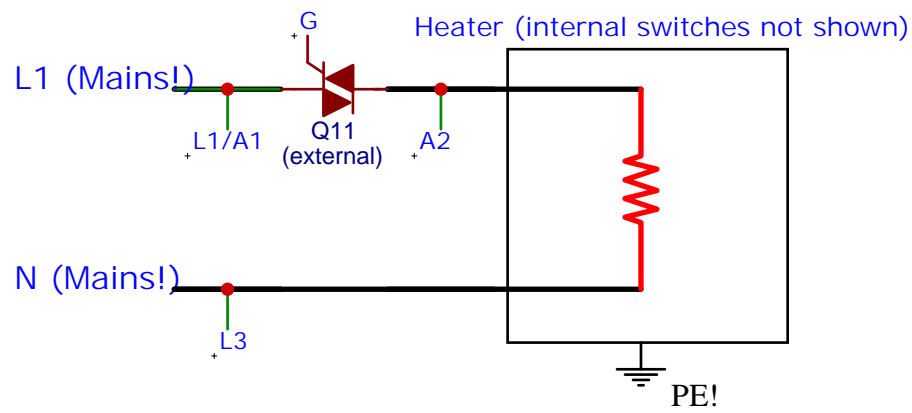 G
Heater (internal switches not shown)
L1 (Mains!)
L1/A1
Q11
(external)
A2
N (Mains!)
L3
PE!